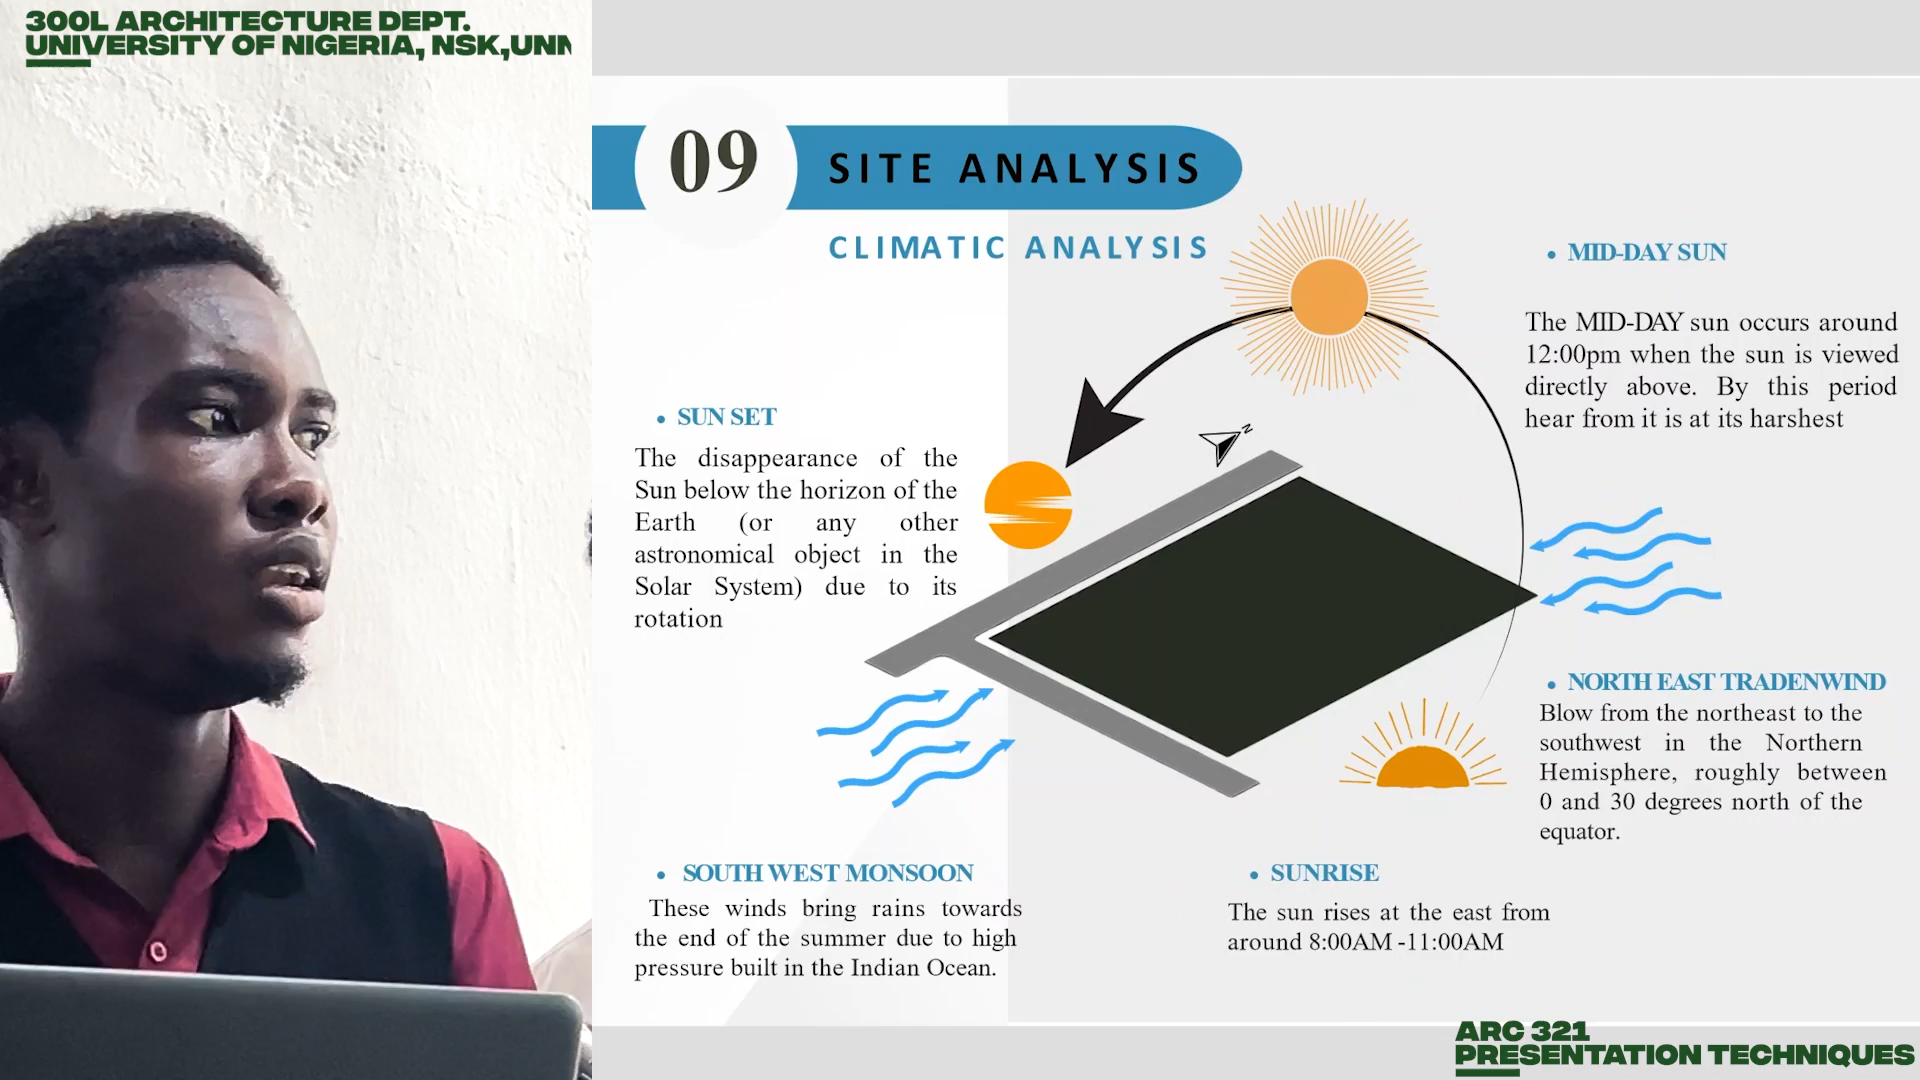 300L ARCHITECTURE DEPT.
UNIVERSITY OF NIGERIA, NSK,UNN
09
SITE ANALYSIS
CLIMATIC ANALYSIS
• MID-DAY SUN
The MID-DAY sun occurs around
12:00pm when the sun is viewed
directly above. By this period
hear from it is at its harshest
• SUN SET
The disappearance of the
Sun below the horizon of the
Earth (or any other
astronomical object in the
Solar System) due to its
rotation
Z
• NORTH EAST TRADENWIND
Blow from the northeast to the
southwest in the Northern
Hemisphere, roughly between
0 and 30 degrees north of the
equator.
• SOUTH WEST MONSOON
These winds bring rains towards
the end of the summer due to high
pressure built in the Indian Ocean.
• SUNRISE
The sun rises at the east from
around 8:00AM -11:00AM
ARC 321
PRESENTATION TECHNIQUES